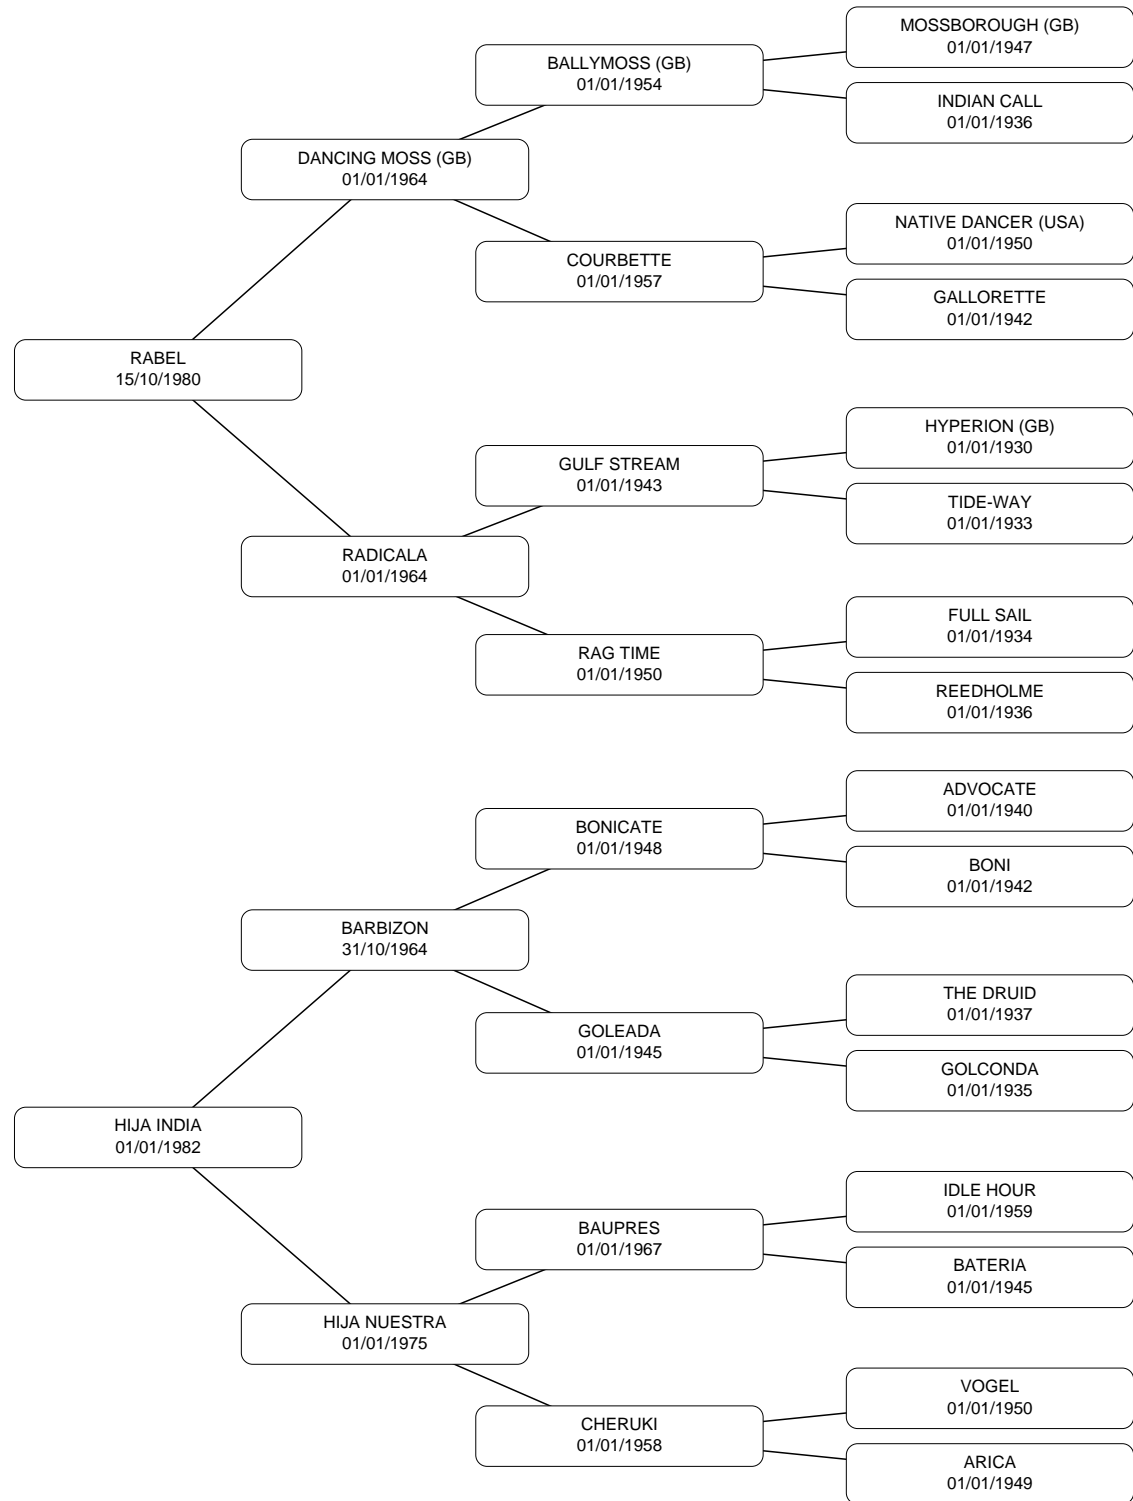 MOSSBOROUGH (GB)
01/01/1947
BALLYMOSS (GB)
01/01/1954
INDIAN CALL
01/01/1936
DANCING MOSS (GB)
01/01/1964
NATIVE DANCER (USA)
01/01/1950
COURBETTE
01/01/1957
GALLORETTE
01/01/1942
RABEL
15/10/1980
HYPERION (GB)
01/01/1930
GULF STREAM
01/01/1943
TIDE-WAY
01/01/1933
RADICALA
01/01/1964
FULL SAIL
01/01/1934
RAG TIME
01/01/1950
REEDHOLME
01/01/1936
ADVOCATE
01/01/1940
BONICATE
01/01/1948
BONI
01/01/1942
BARBIZON
31/10/1964
THE DRUID
01/01/1937
GOLEADA
01/01/1945
GOLCONDA
01/01/1935
HIJA INDIA
01/01/1982
IDLE HOUR
01/01/1959
BAUPRES
01/01/1967
BATERIA
01/01/1945
HIJA NUESTRA
01/01/1975
VOGEL
01/01/1950
CHERUKI
01/01/1958
ARICA
01/01/1949